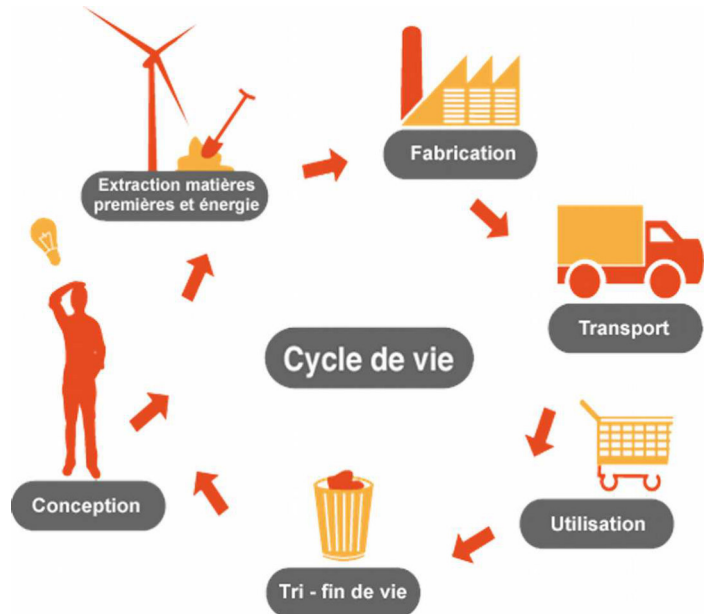 Extraction matières
premières et énergie
Fabrication
Transport
Cycle de vie
Utilisation
Tri - fin de vie
Conception